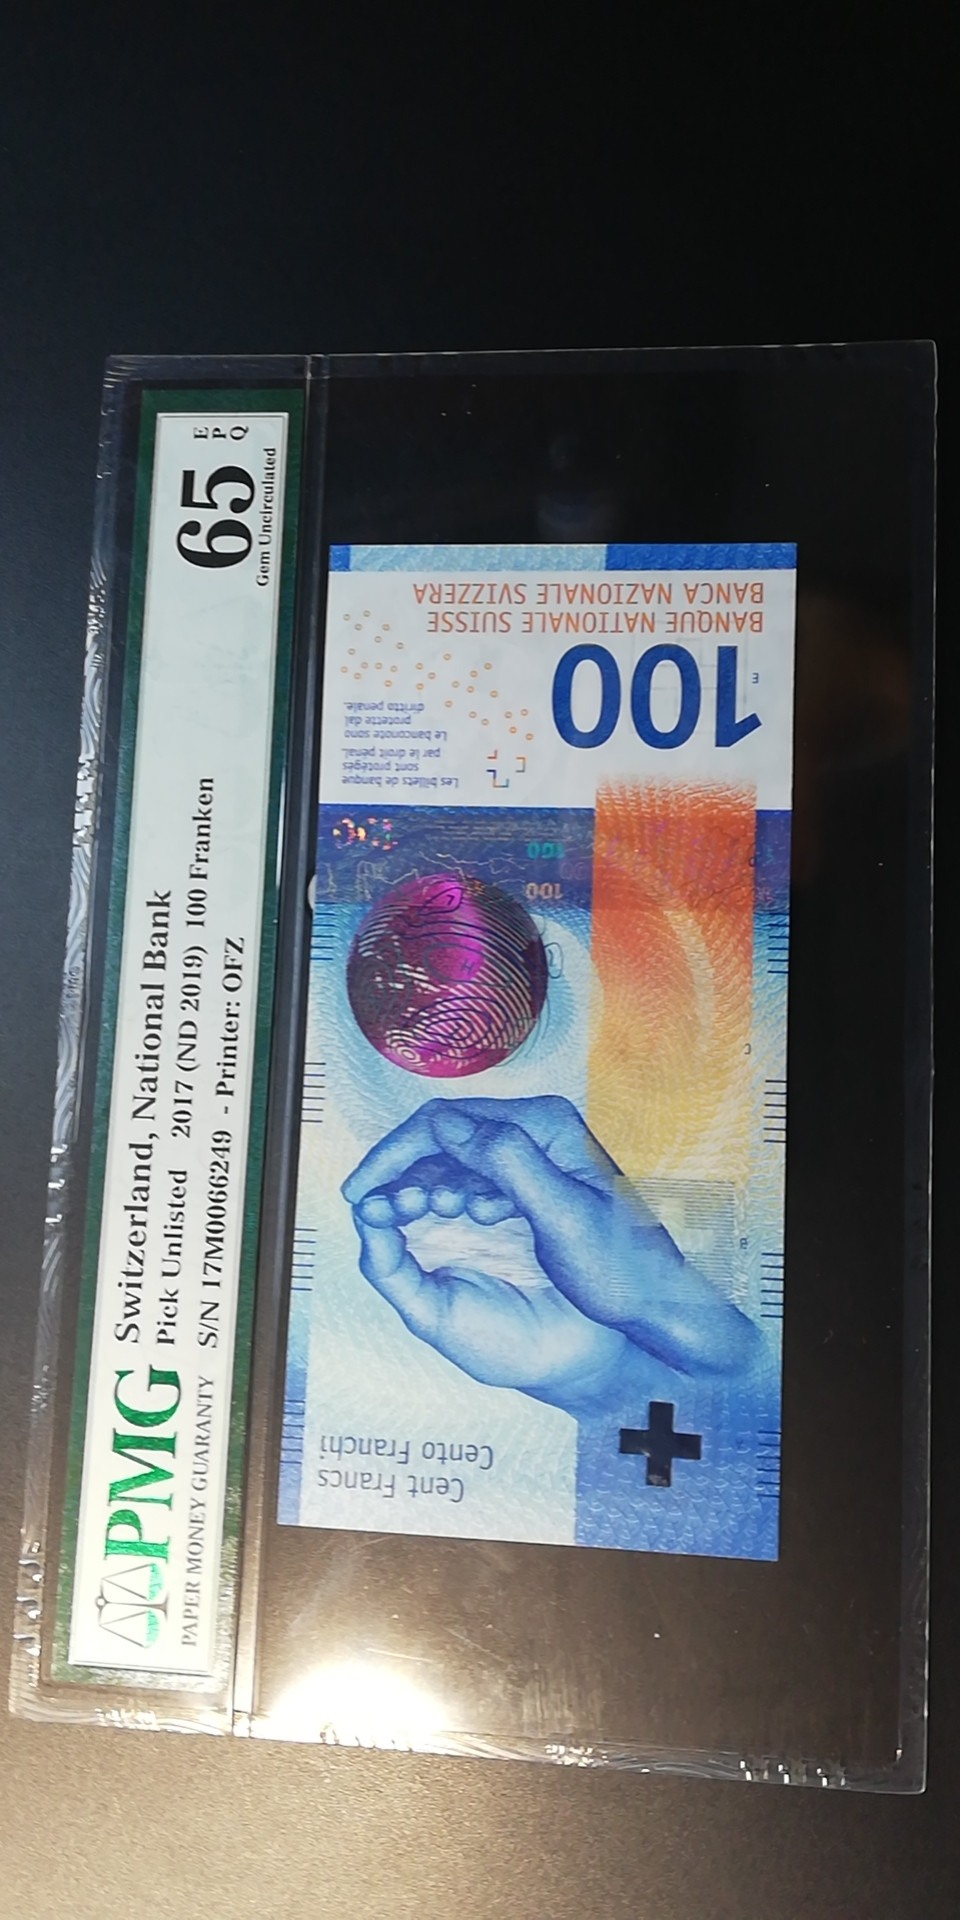 PMG
PAPER MONEY GUARANTY
Switzerland, National Bank
Pick Unlisted 2017 (ND 2019) 100 Franken
S/N 17M0066249 - Printer: OFZ
65
E
P
Q
Gem Uncirculated
BANCA NAZIONALE SVIZZERA
BANQUE NATIONALE SUISSE
100
Les billets de banque
sont protégés
par le droit pénal.
Le banconote sono
protette dal
diritto penale.
100
100
Cento Franchi
Cent Francs